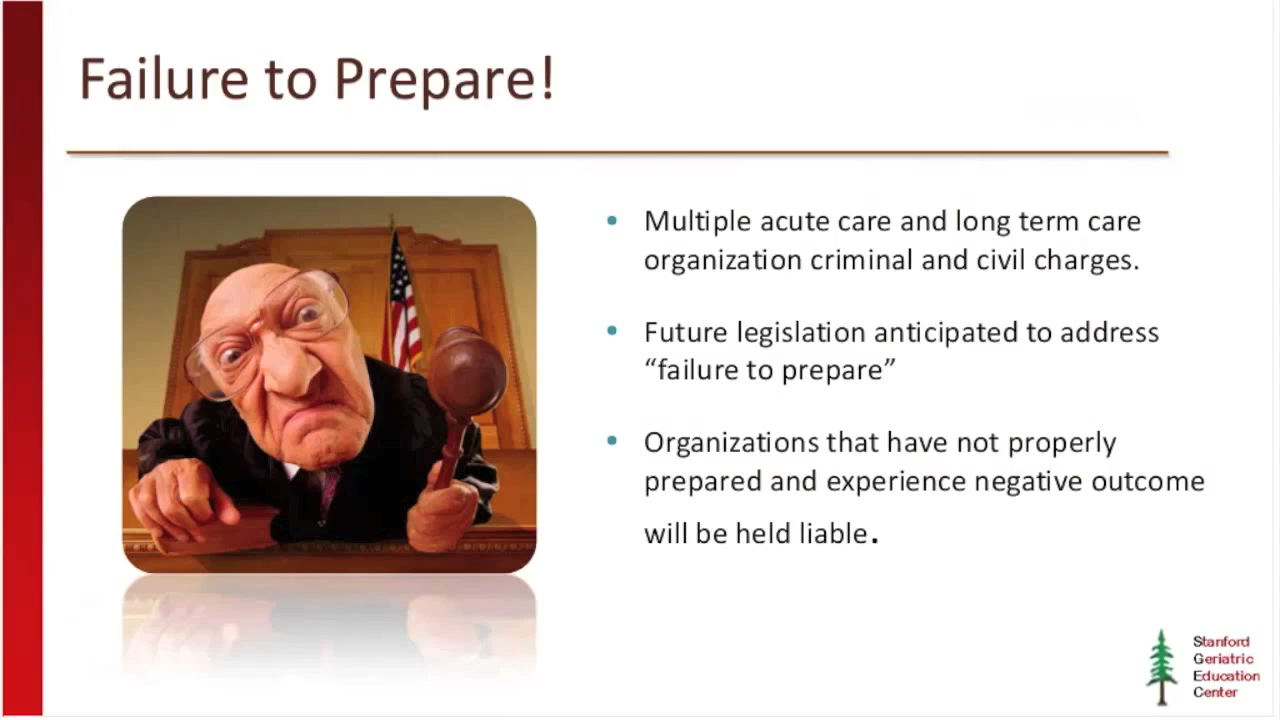 Failure to Prepare!
• Multiple acute care and long term care
organization criminal and civil charges.
• Future legislation anticipated to address
“failure to prepare”
• Organizations that have not properly
prepared and experience negative outcome
will be held liable.
Stanford
Geriatric
Education
Center